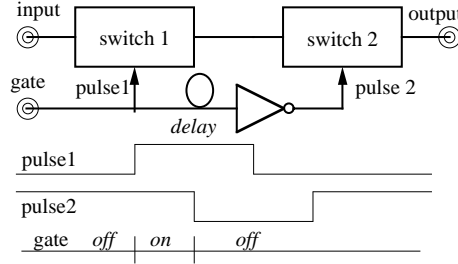 input
output
switch 1
switch 2
gate
pulse1
pulse 2
delay
pulse1
pulse2
gate off on off